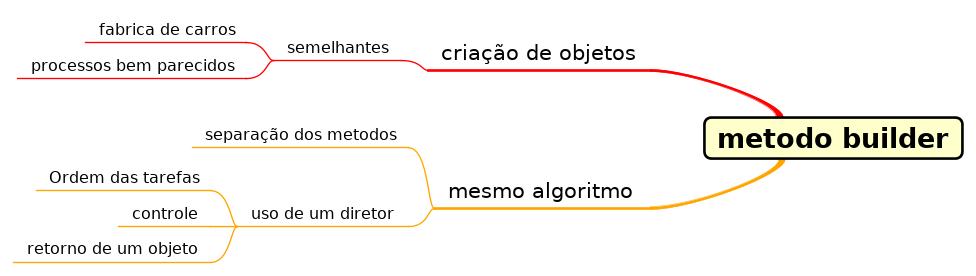 fabrica de carros
semelhantes
criação de objetos
processos bem parecidos
metodo builder
separação dos metodos
Ordem das tarefas
mesmo algoritmo
controle
uso de um diretor
retorno de um objeto